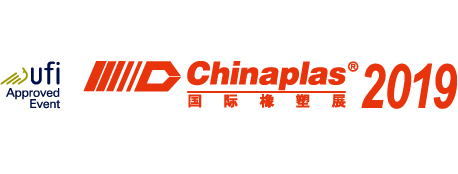 ufi
Approved
Event
Chinaplas® 2019
国际橡塑展